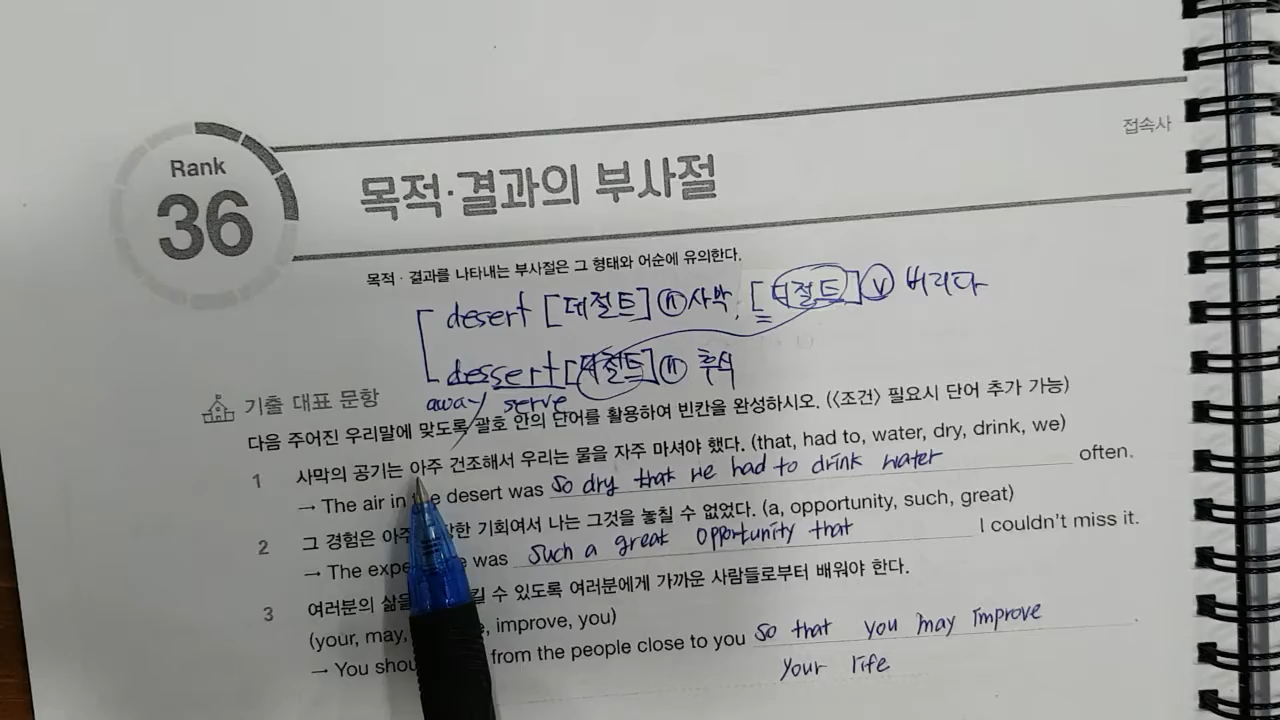 접속사
Rank
36
목적·결과의 부사절
목적·결과를 나타내는 부사절은 그 형태와 어순에 유의한다.
desert [데절트] ⓝ 사막, [디절트] ⓥ 버리다
dessert [디절트] ⓝ 후식
away serve
기출 대표 문항
다음 주어진 우리말에 맞도록 괄호 안의 단어를 활용하여 빈칸을 완성하시오. (<조건> 필요시 단어 추가 가능)
1 사막의 공기는 아주 건조해서 우리는 물을 자주 마셔야 했다. (that, had to, water, dry, drink, we)
→ The air in the desert was so dry that we had to drink water often.
2 그 경험은 아주 한 기회여서 나는 그것을 놓칠 수 없었다. (a, opportunity, such, great)
→ The was such a great opportunity that I couldn't miss it.
3 여러분의 삶을 수 있도록 여러분에게 가까운 사람들로부터 배워야 한다.
(your, may, improve, you)
→ You from the people close to you so that you may improve
your life